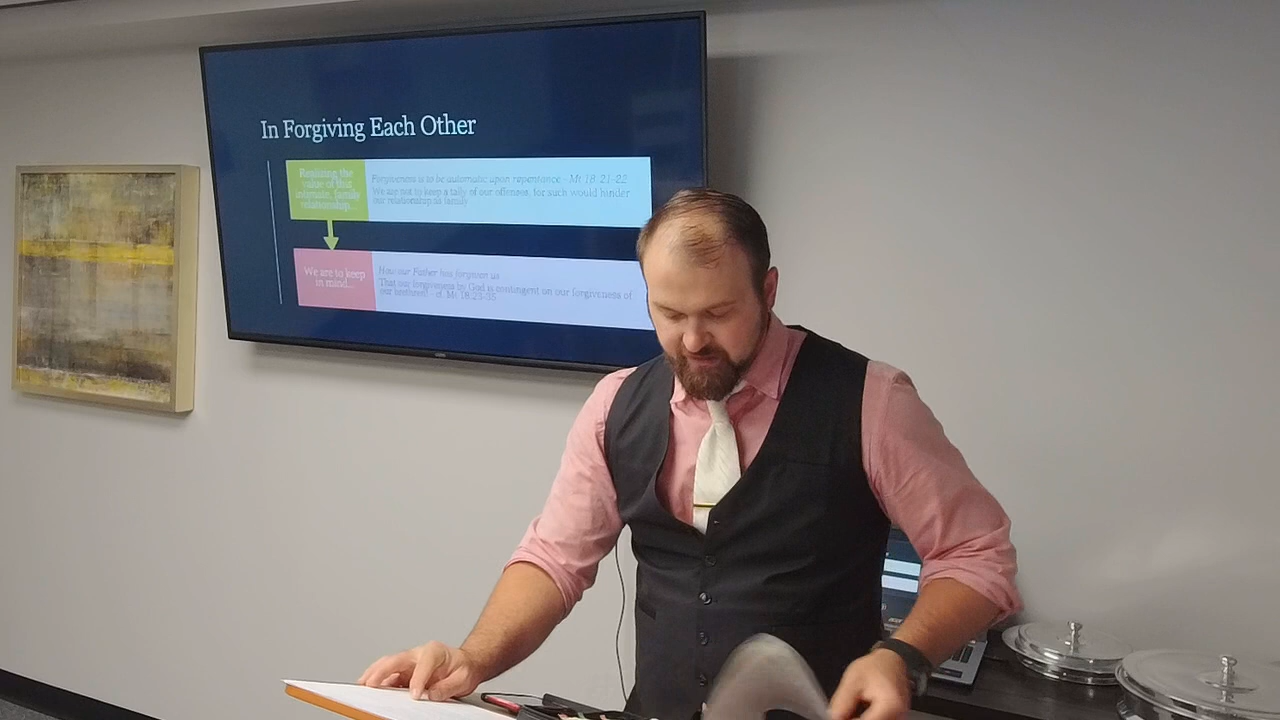 In Forgiving Each Other
Realizing the
value of this
intimate, family
relationship...
Forgiveness is to be automatic upon repentance - Mt 18:21-22
We are not to keep a tally of our offenses, for such would hinder
our relationship as family
We are to keep
in mind...
How our Father has forgiven us
That our forgiveness by God is contingent on our forgiveness of
our brethren! - cf. Mt. 18:23-35